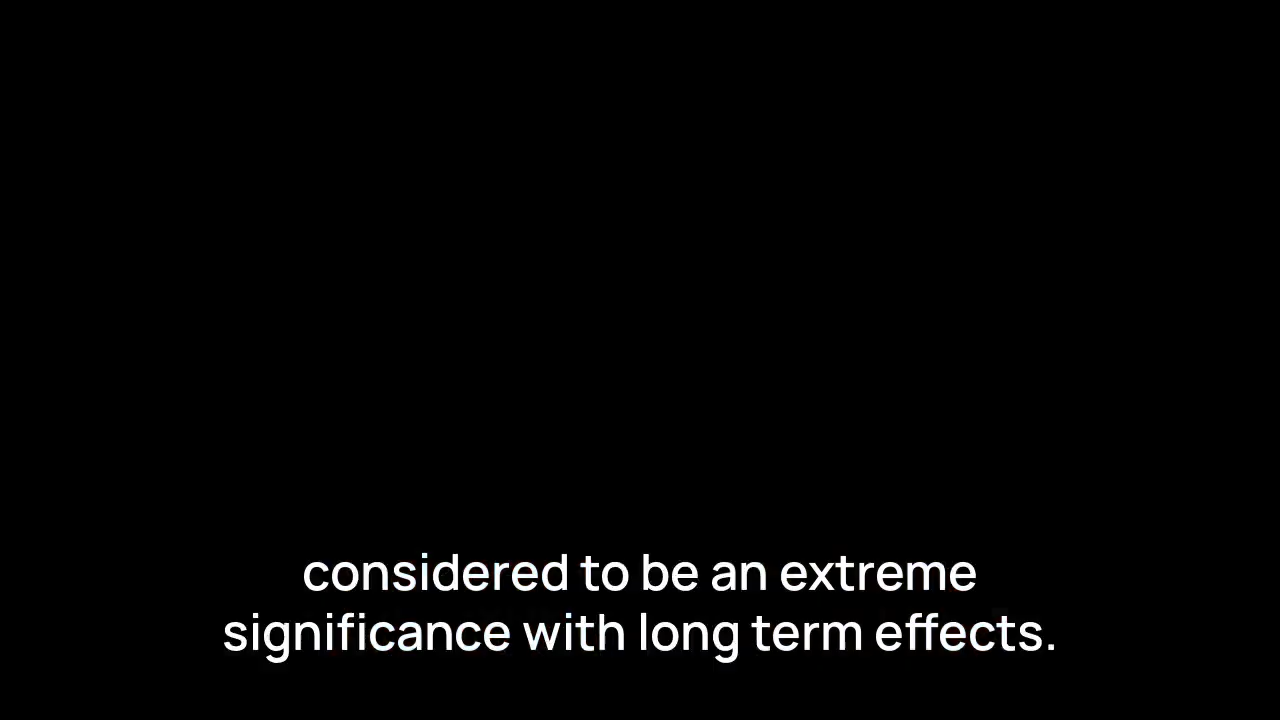 considered to be an extreme
significance with long term effects.